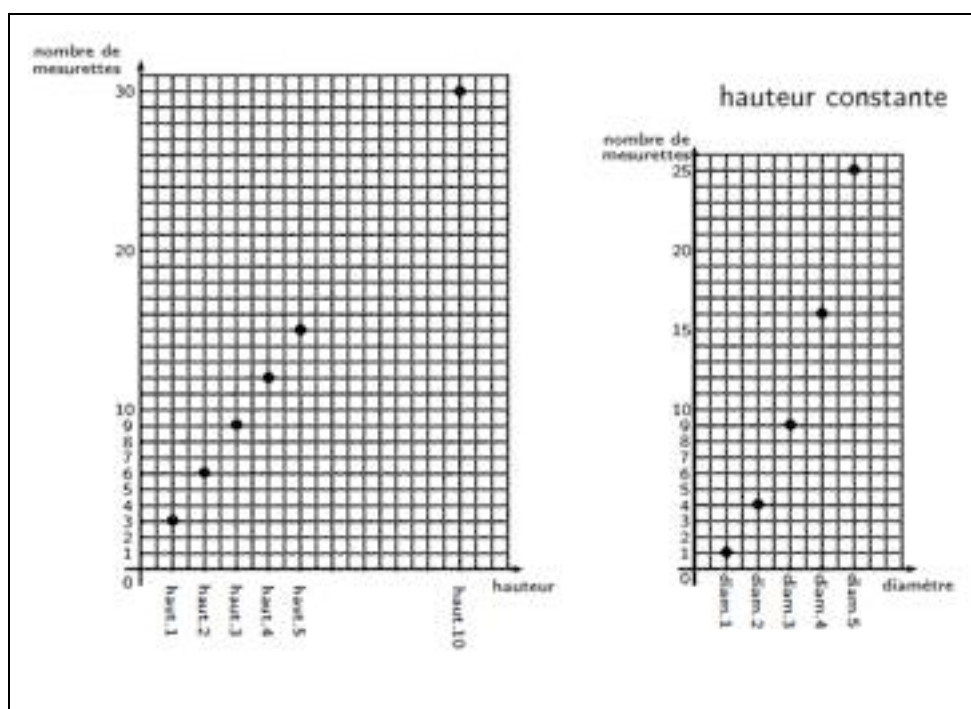 nombre de
mesurettes
30
20
10
9
8
7
6
5
4
3
2
1
0
haut.1
haut.2
haut.3
haut.4
haut.5
haut.10
hauteur
hauteur constante
nombre de
mesurettes
25
20
15
10
9
8
7
6
5
4
3
2
1
0
diam.1
diam.2
diam.3
diam.4
diam.5
diamètre